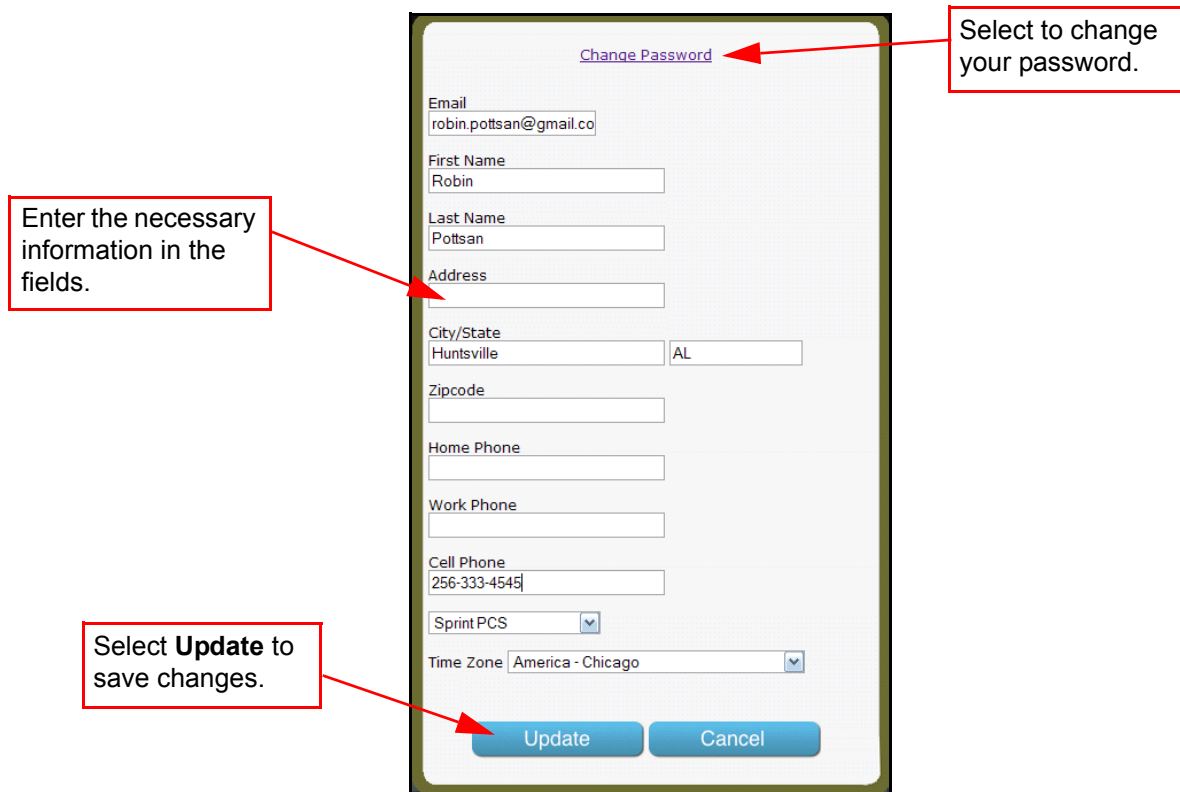 Select to change
your password.
Change Password
Email
robin.pottsan@gmail.co
First Name
Robin
Enter the necessary
information in the
fields.
Last Name
Pottsan
Address
City/State
Huntsville AL
Zipcode
Home Phone
Work Phone
Cell Phone
256-333-4545
Sprint PCS
Select Update to
save changes.
Time Zone America - Chicago
Update Cancel